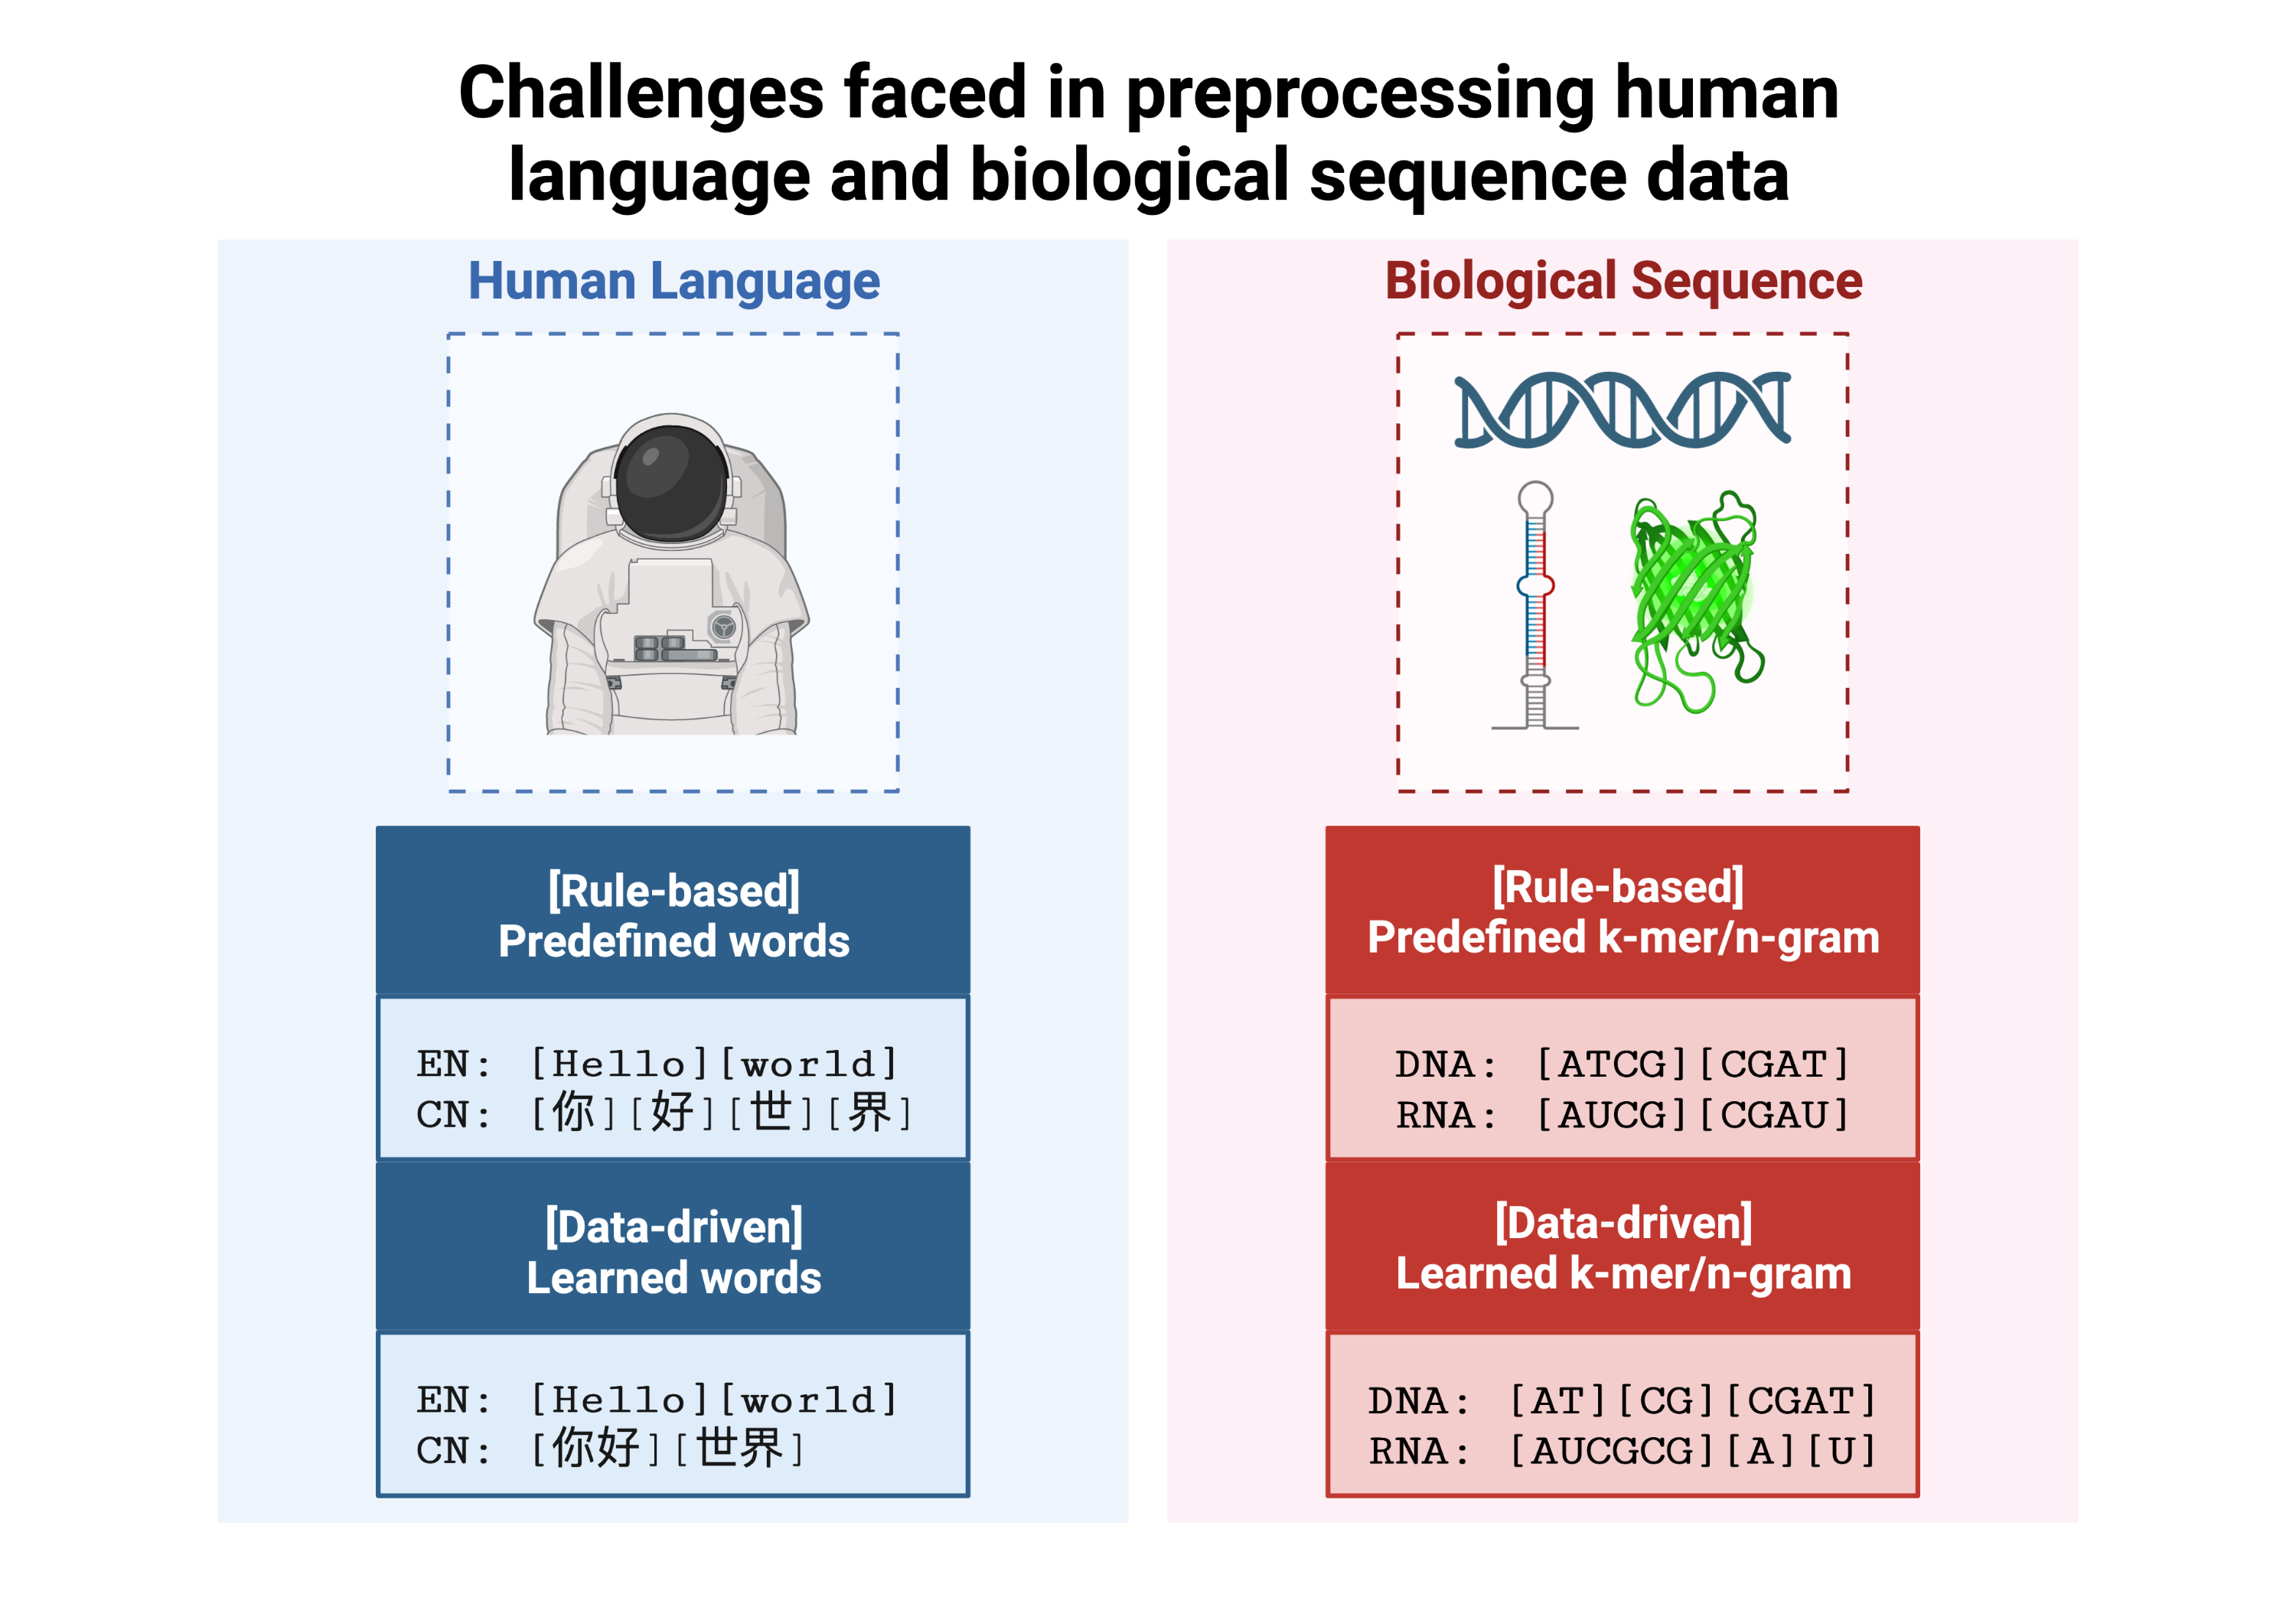 Challenges faced in preprocessing human
language and biological sequence data
Human Language
[Rule-based]
Predefined words
EN: [Hello][world]
CN: [你][好][世][界]
[Data-driven]
Learned words
EN: [Hello][world]
CN: [你好][世界]
Biological Sequence
[Rule-based]
Predefined k-mer/n-gram
DNA: [ATCG][CGAT]
RNA: [AUCG][CGAU]
[Data-driven]
Learned k-mer/n-gram
DNA: [AT][CG][CGAT]
RNA: [AUCGCG][A][U]